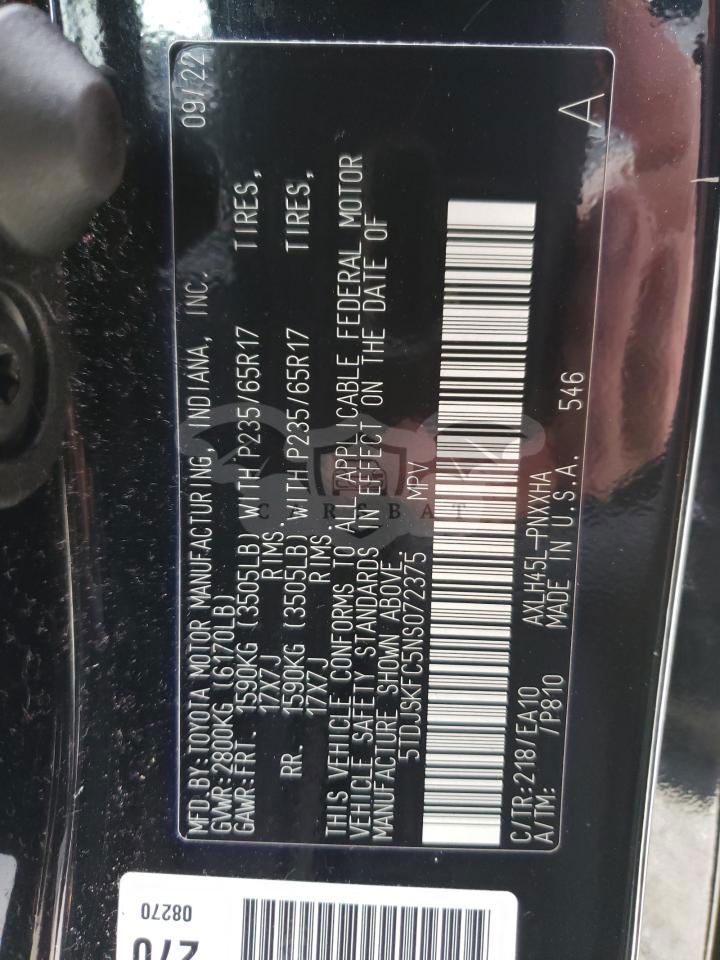 MFD.BY:TOYOTA MOTOR MANUFACTURING, INDIANA, INC. 09/22
GVWR:2800KG (6170LB)
GAWR:FRT. 1590KG (3505LB) WITH P235/65R17 TIRES,
17X7J RIMS.
RR. 1590KG (3505LB) WITH P235/65R17 TIRES,
17X7J RIMS
THIS VEHICLE CONFORMS TO ALL APPLICABLE FEDERAL MOTOR
VEHICLE SAFETY STANDARDS IN EFFECT ON THE DATE OF
MANUFACTURE SHOWN ABOVE.
5TDJSKFC5NS072375 MPV
C/TR:218/EA10 AXLH45L-PNXXHA
A/TM: /P810 MADE IN U.S.A. 546 A
CAREBAT
08270
270